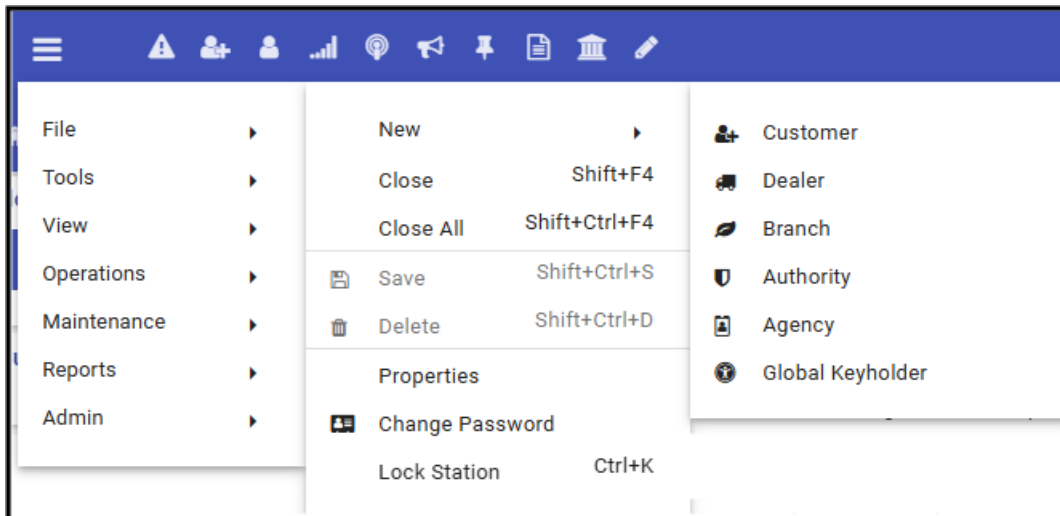 File
Tools
View
Operations
Maintenance
Reports
Admin
New
Close Shift+F4
Close All Shift+Ctrl+F4
Save Shift+Ctrl+S
Delete Shift+Ctrl+D
Properties
Change Password
Lock Station Ctrl+K
Customer
Dealer
Branch
Authority
Agency
Global Keyholder